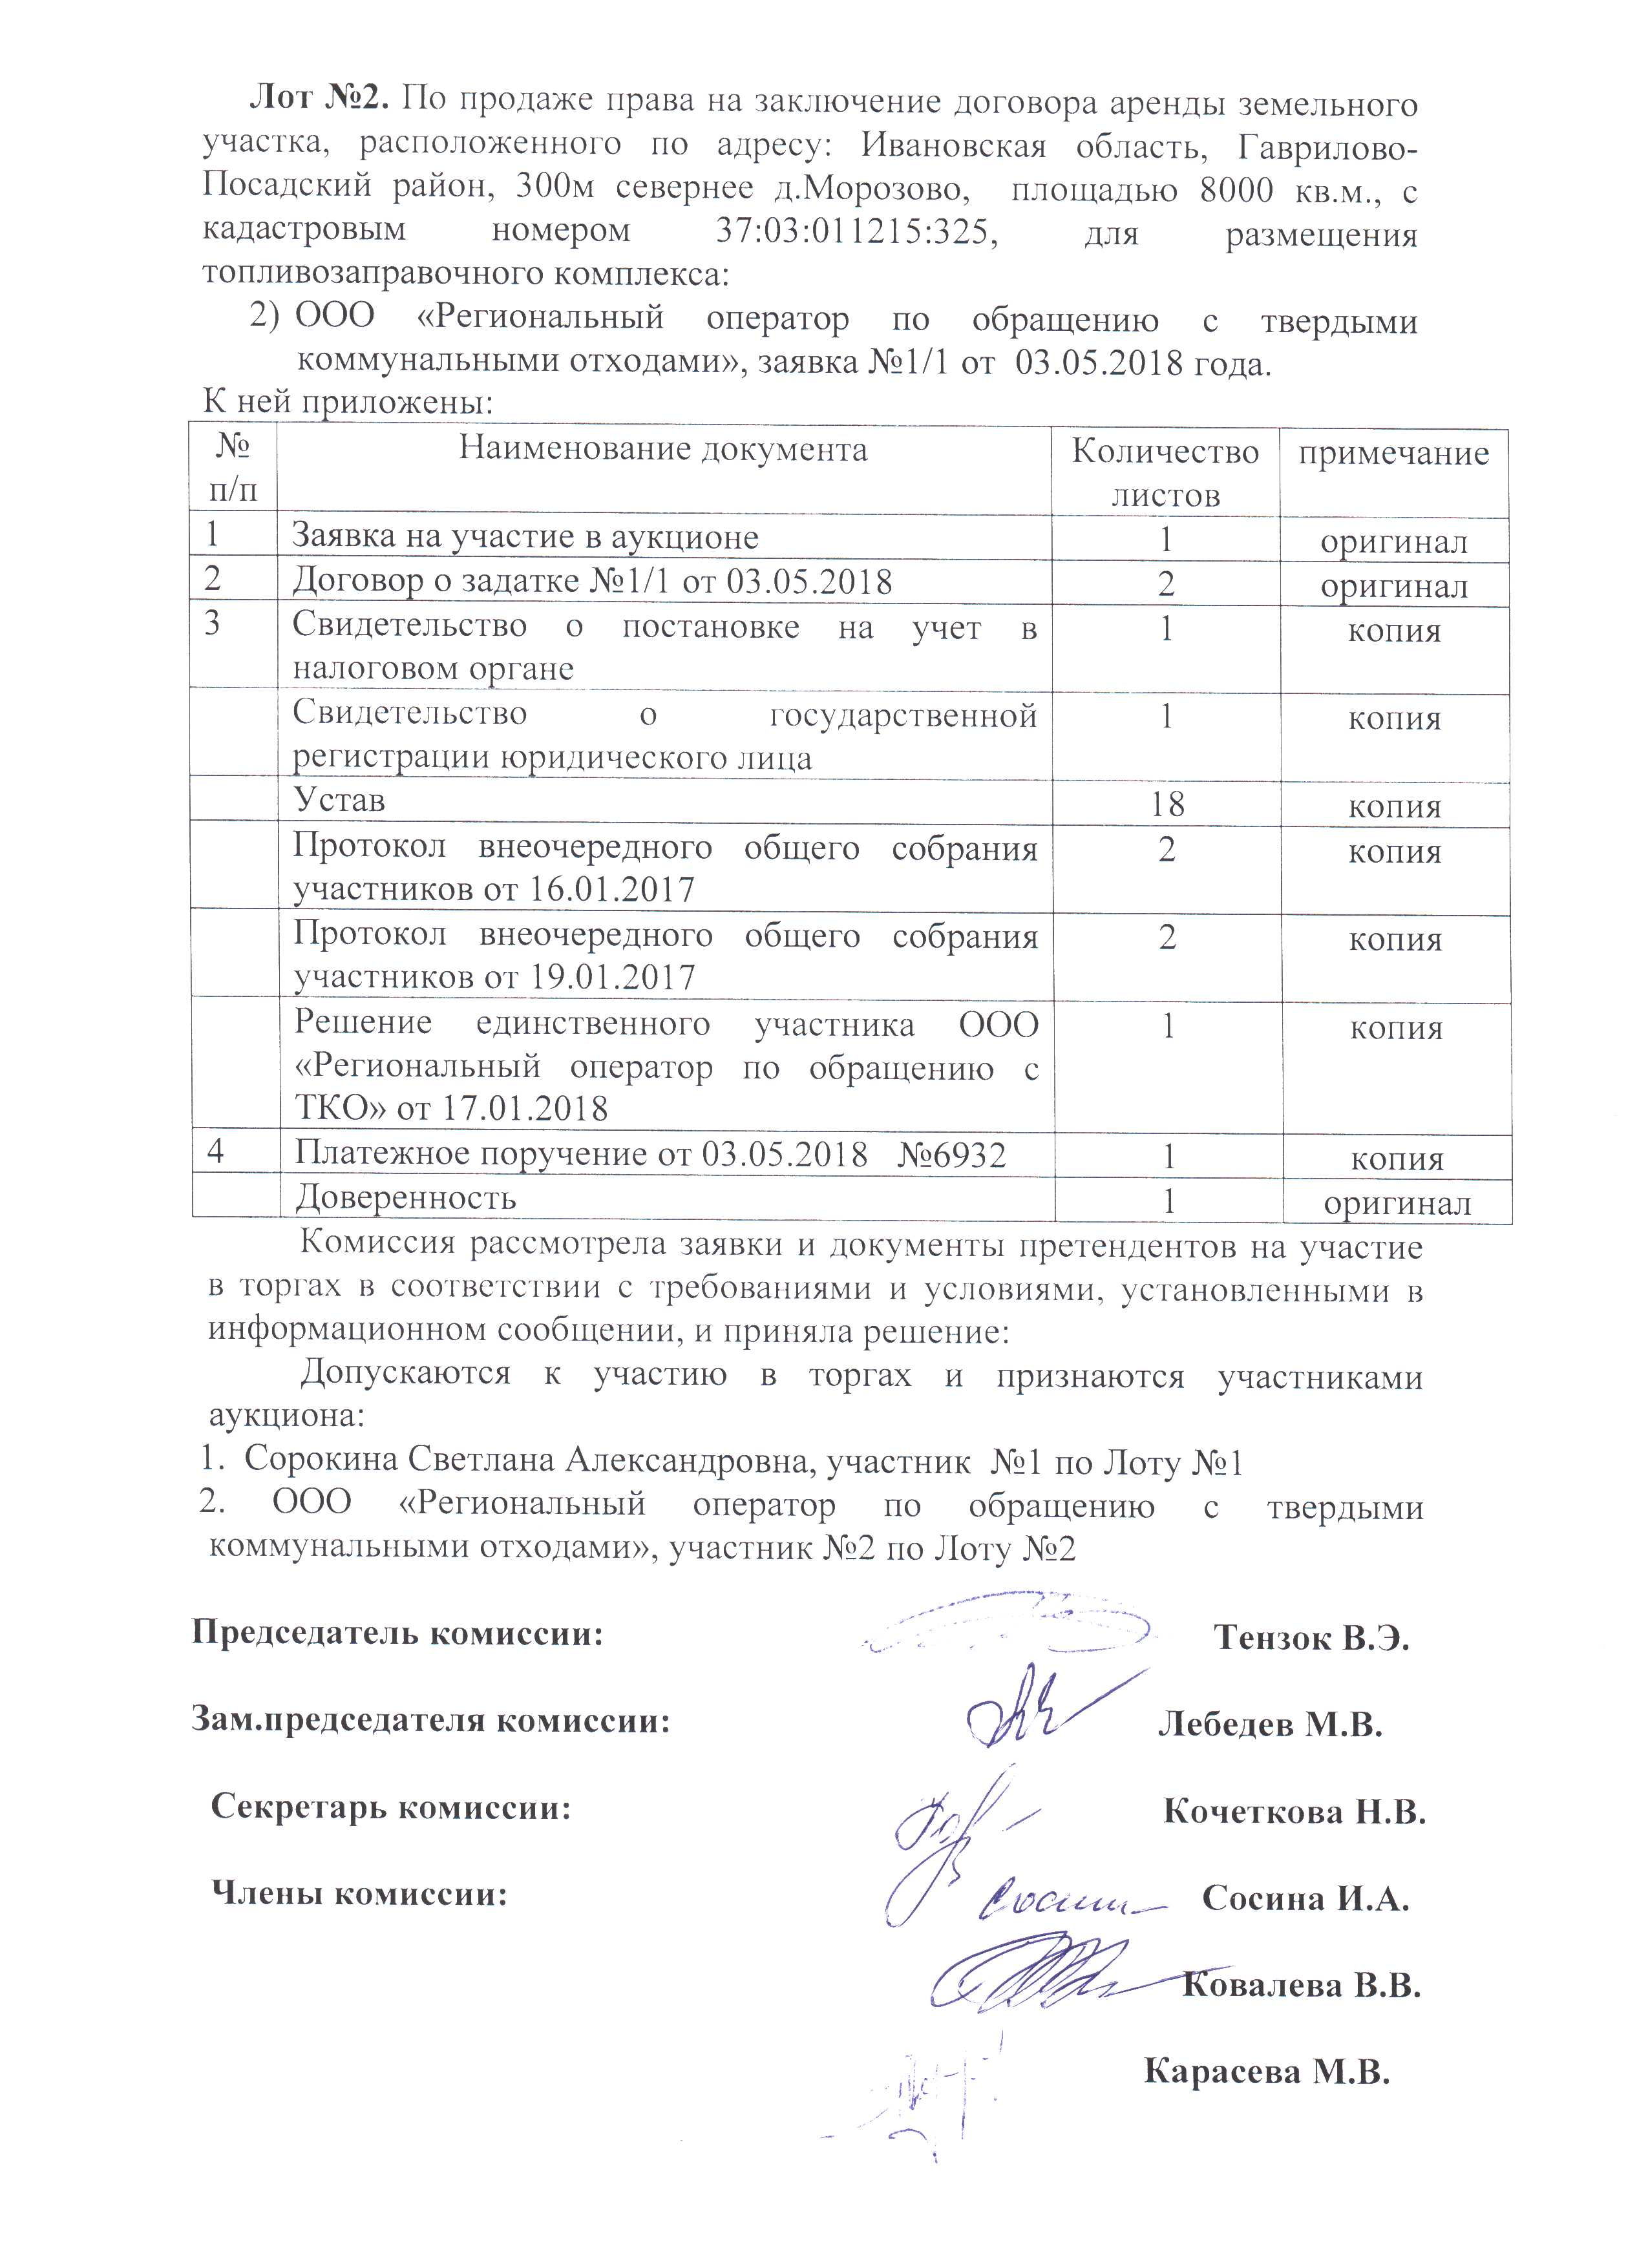 Лот №2. По продаже права на заключение договора аренды земельного
участка, расположенного по адресу: Ивановская область, Гаврилово-
Посадский район, 300м севернее д.Морозово, площадью 8000 кв.м., с
кадастровым номером 37:03:011215:325, для размещения
топливозаправочного комплекса:
2) ООО «Региональный оператор по обращению с твердыми
коммунальными отходами», заявка №1/1 от 03.05.2018 года.
К ней приложены:
№ Наименование документа Количество примечание
п/п листов
1 Заявка на участие в аукционе 1 оригинал
2 Договор о задатке №1/1 от 03.05.2018 2 оригинал
3 Свидетельство о постановке на учет в 1 копия
налоговом органе
Свидетельство о государственной 1 копия
регистрации юридического лица
Устав 18 копия
Протокол внеочередного общего собрания 2 копия
участников от 16.01.2017
Протокол внеочередного общего собрания 2 копия
участников от 19.01.2017
Решение единственного участника ООО 1 копия
«Региональный оператор по обращению с
ТКО» от 17.01.2018
4 Платежное поручение от 03.05.2018 №6932 1 копия
Доверенность 1 оригинал
Комиссия рассмотрела заявки и документы претендентов на участие
в торгах в соответствии с требованиями и условиями, установленными в
информационном сообщении, и приняла решение:
Допускаются к участию в торгах и признаются участниками
аукциона:
1. Сорокина Светлана Александровна, участник №1 по Лоту №1
2. ООО «Региональный оператор по обращению с твердыми
коммунальными отходами», участник №2 по Лоту №2
Председатель комиссии: Тензок В.Э.
Зам.председателя комиссии: Лебедев М.В.
Секретарь комиссии: Кочеткова Н.В.
Члены комиссии: Сосина И.А.
Ковалева В.В.
Карасева М.В.